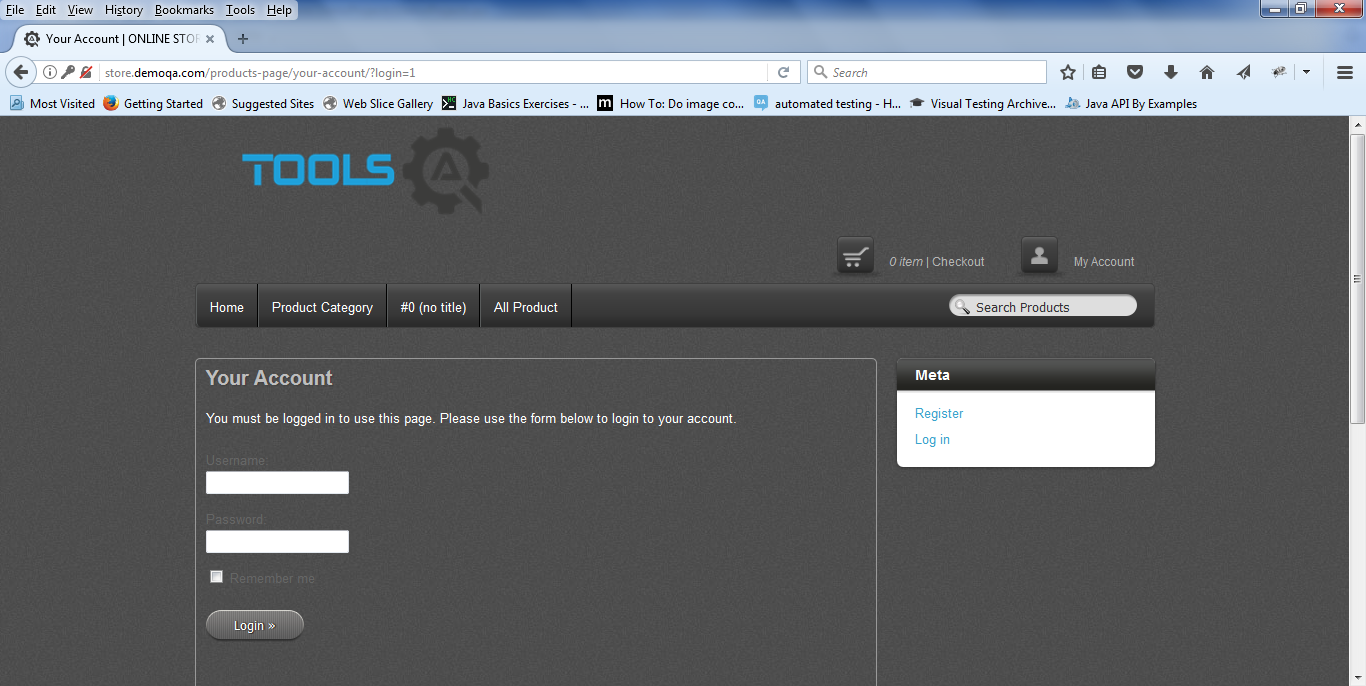 File Edit View History Bookmarks Tools Help
Your Account | ONLINE STOR
store.demoqa.com/products-page/your-account/?login=1
Search
Most Visited Getting Started Suggested Sites Web Slice Gallery Java Basics Exercises - ... How To: Do image co... automated testing - H... Visual Testing Archive... Java API By Examples
TOOLS QA
0 item | Checkout My Account
Home Product Category #0 (no title) All Product Search Products
Your Account
Meta
You must be logged in to use this page. Please use the form below to login to your account.
Register
Log in
Username:
Password:
Remember me
Login »